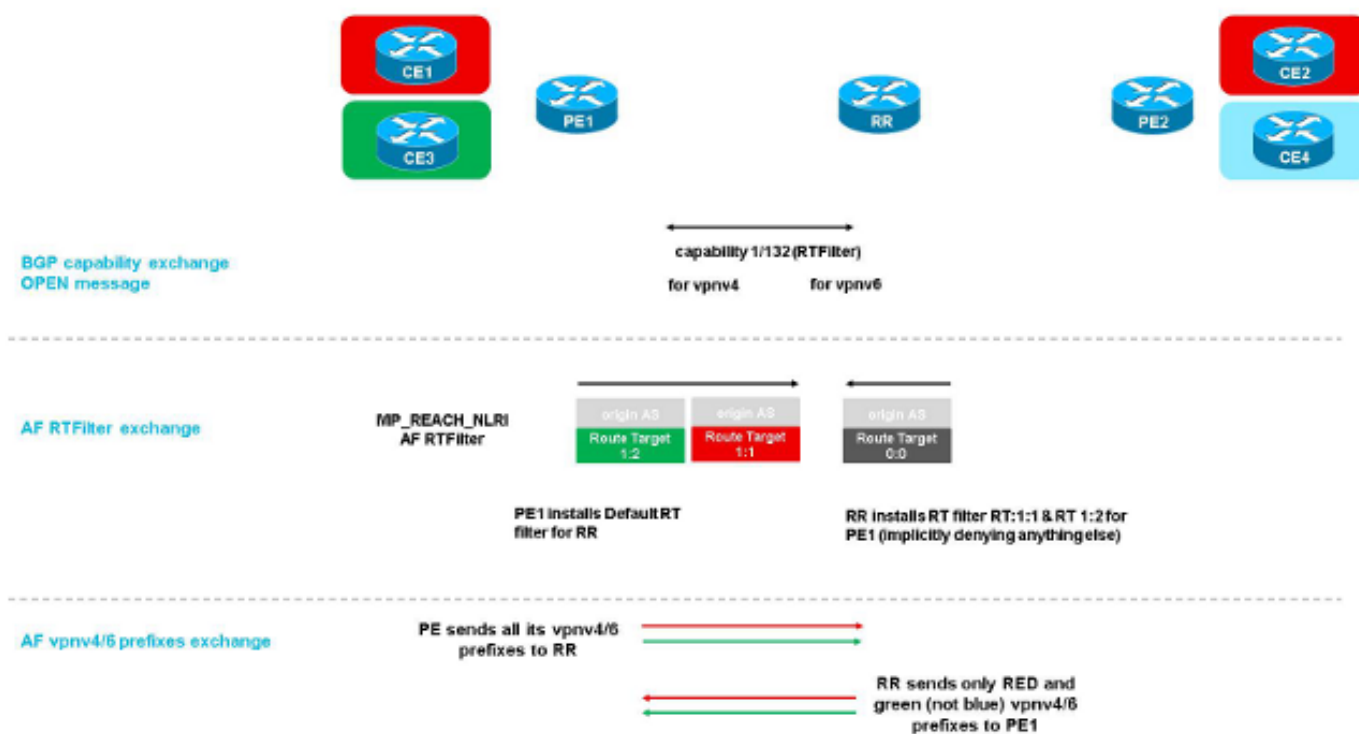 CE1
CE2
PE1
RR
PE2
CE3
CE4
capability 1/132 (RTFilter)
BGP capability exchange
OPEN message
for vpnv4
for vpnv6
AF RTFilter exchange
MP_REACH_NLRI
AF RTFilter
origin AS
Route Target
1:2
origin AS
Route Target
1:1
origin AS
Route Target
0:0
PE1 installs Default RT
filter for RR
RR installs RT filter RT:1:1 & RT 1:2 for
PE1 (implicitly denying anything else)
AF vpnv4/6 prefixes exchange
PE sends all its vpnv4/6
prefixes to RR
RR sends only RED and
green (not blue) vpnv4/6
prefixes to PE1